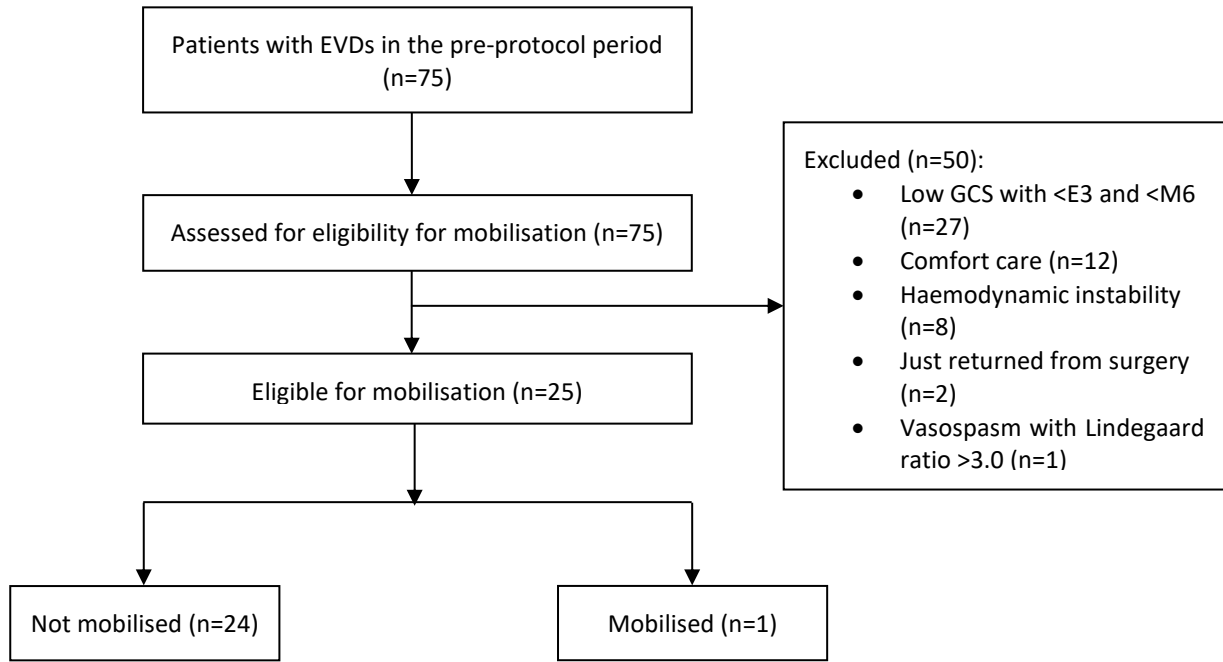 Patients with EVDs in the pre-protocol period
(n=75)
Assessed for eligibility for mobilisation (n=75)
Excluded (n=50):
• Low GCS with <E3 and <M6
(n=27)
• Comfort care (n=12)
• Haemodynamic instability
(n=8)
• Just returned from surgery
(n=2)
• Vasospasm with Lindegaard
ratio >3.0 (n=1)
Eligible for mobilisation (n=25)
Not mobilised (n=24)
Mobilised (n=1)